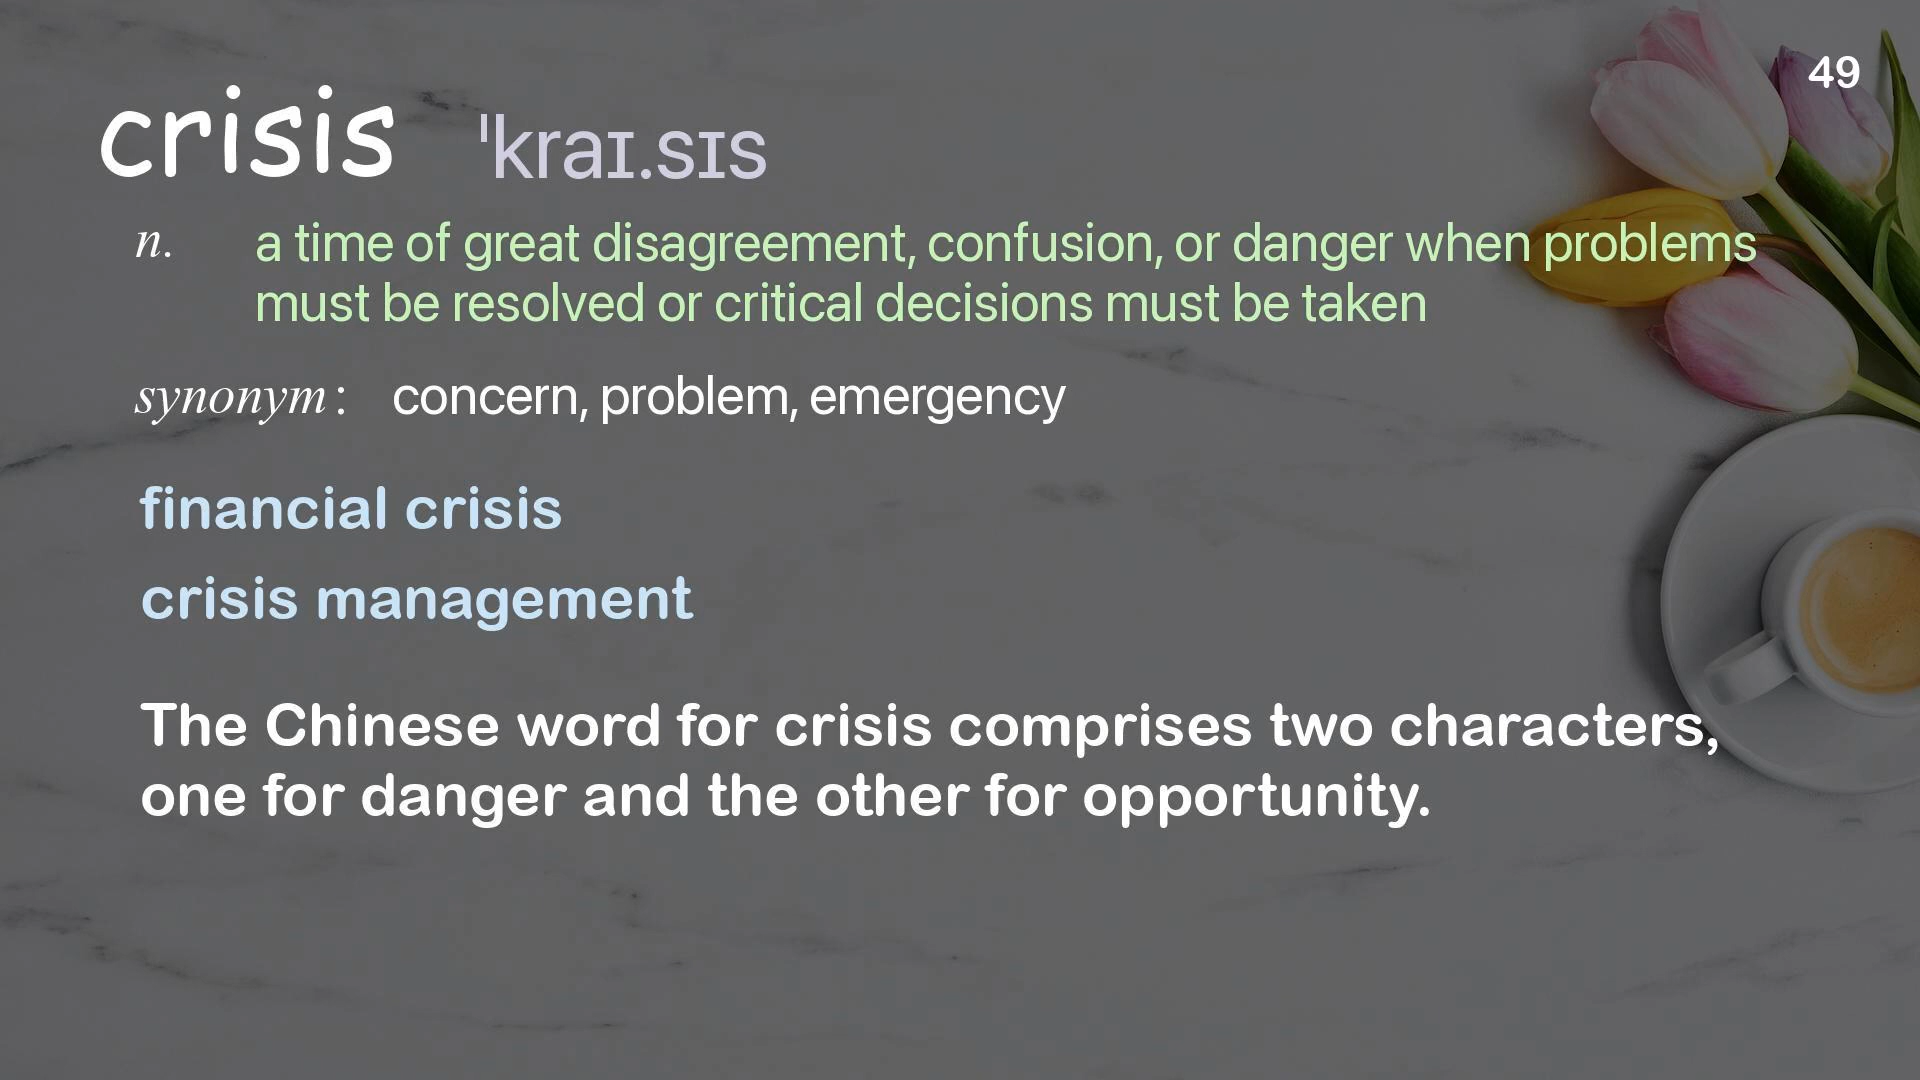 49
crisis ˈkraɪ.sɪs
n. a time of great disagreement, confusion, or danger when problems
must be resolved or critical decisions must be taken
synonym: concern, problem, emergency
financial crisis
crisis management
The Chinese word for crisis comprises two characters,
one for danger and the other for opportunity.